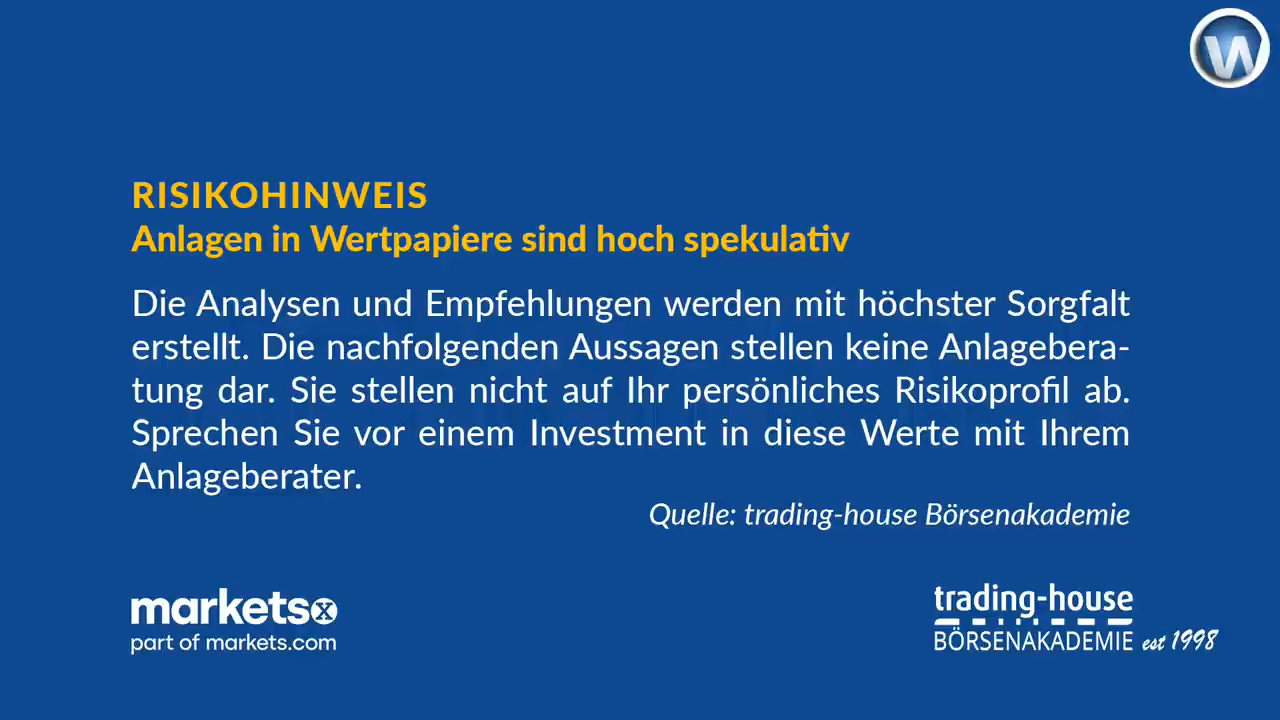 W
RISIKOHINWEIS
Anlagen in Wertpapiere sind hoch spekulativ
Die Analysen und Empfehlungen werden mit höchster Sorgfalt
erstellt. Die nachfolgenden Aussagen stellen keine Anlagebera-
tung dar. Sie stellen nicht auf Ihr persönliches Risikoprofil ab.
Sprechen Sie vor einem Investment in diese Werte mit Ihrem
Anlageberater.
Quelle: trading-house Börsenakademie
marketsx
part of markets.com
trading-house
BÖRSENAKADEMIE est 1998